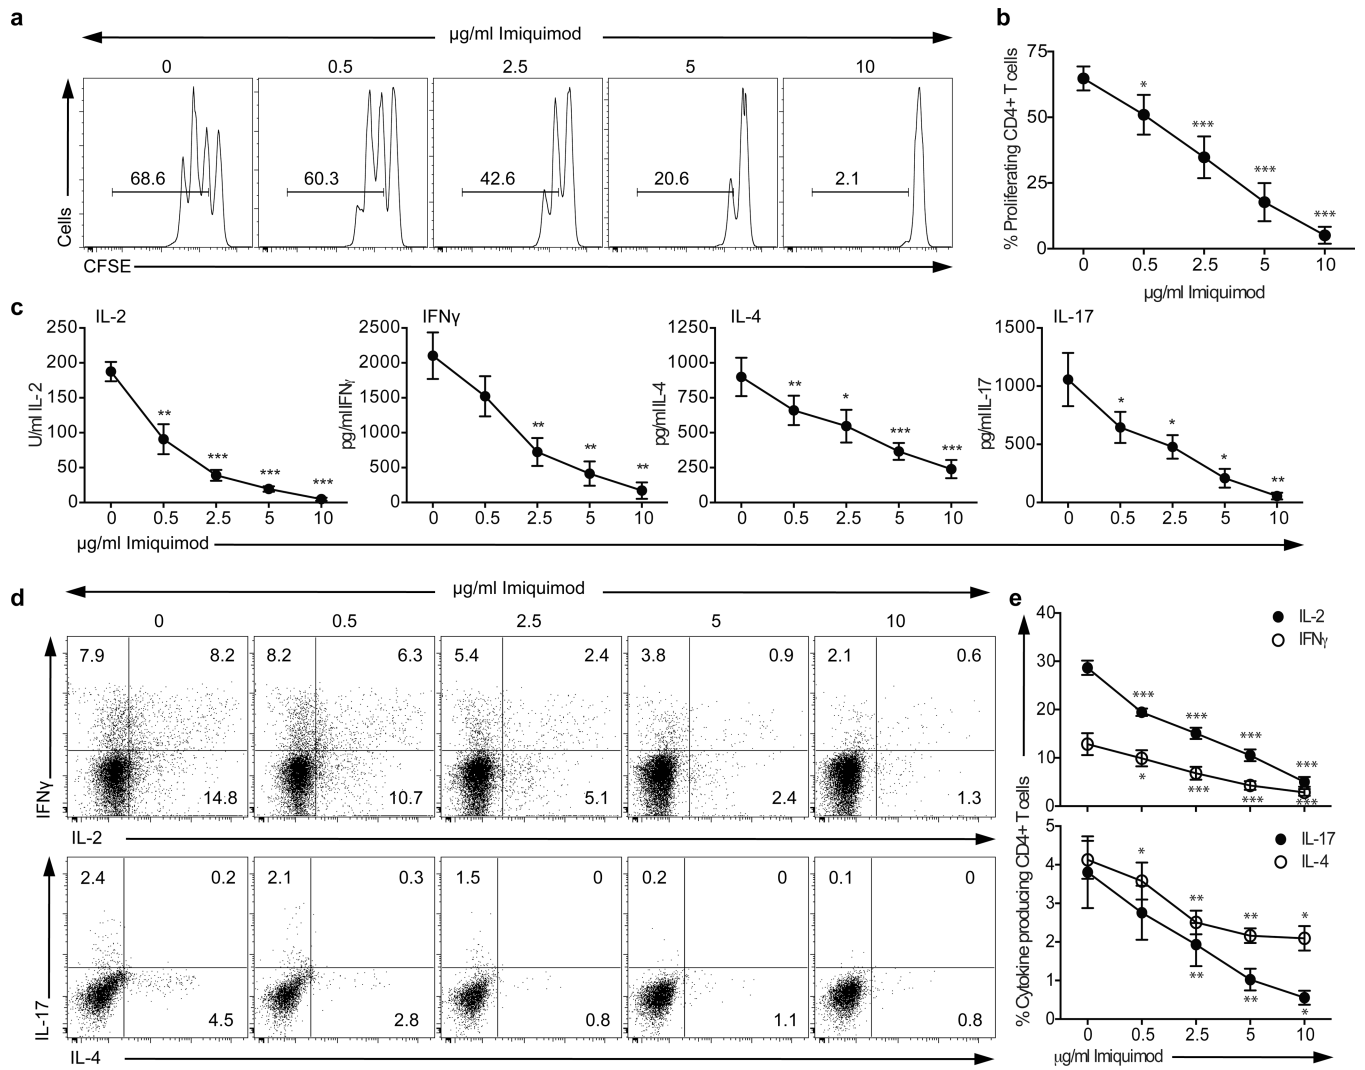 a
µg/ml Imiquimod
0 0.5 2.5 5 10
68.6 60.3 42.6 20.6 2.1
Cells
CFSE
b
% Proliferating CD4+ T cells
75
50
25
0
* *** *** ***
0 0.5 2.5 5 10
µg/ml Imiquimod
c
IL-2
U/ml IL-2
250
200
150
100
50
0
** *** *** ***
0 0.5 2.5 5 10
IFNγ
pg/ml IFNγ
2500
2000
1500
1000
500
0
** ** **
0 0.5 2.5 5 10
IL-4
pg/ml IL-4
1250
1000
750
500
250
0
** * *** ***
0 0.5 2.5 5 10
IL-17
pg/ml IL-17
1500
1000
500
0
* * * **
0 0.5 2.5 5 10
µg/ml Imiquimod
d
µg/ml Imiquimod
0 0.5 2.5 5 10
7.9 8.2 8.2 6.3 5.4 2.4 3.8 0.9 2.1 0.6
14.8 10.7 5.1 2.4 1.3
IFNγ
IL-2
2.4 0.2 2.1 0.3 1.5 0 0.2 0 0.1 0
4.5 2.8 0.8 1.1 0.8
IL-17
IL-4
e
% Cytokine producing CD4+ T cells
40
30
20
10
0
IL-2
IFNγ
*** *** *** ***
* *** *** ***
5
4
3
2
1
0
IL-17
IL-4
* ** ** *
** ** *
0 0.5 2.5 5 10
µg/ml Imiquimod